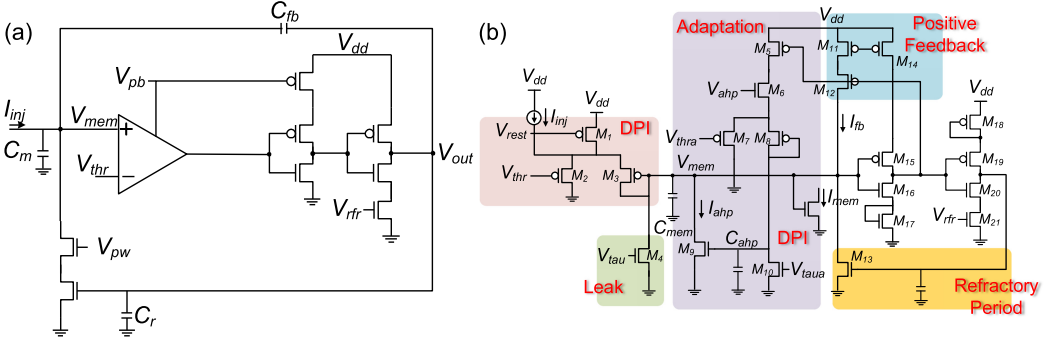 (a)
C_fb
V_dd
V_pb
I_inj
V_mem
+
C_m
V_thr
−
V_out
V_rfr
V_pw
C_r
(b)
Adaptation
V_dd
Positive
Feedback
M_5
M_11
M_14
V_dd
M_12
V_dd
V_ahp
M_6
I_inj
V_dd
DPI
V_rest
M_1
I_fb
M_18
V_thra
M_7
M_8
V_mem
M_15
M_19
V_thr
M_2
M_3
M_16
M_20
I_mem
I_ahp
M_17
V_rfr
M_21
C_mem
C_ahp
DPI
V_tau
M_4
M_9
M_10
V_taua
M_13
Leak
Refractory
Period